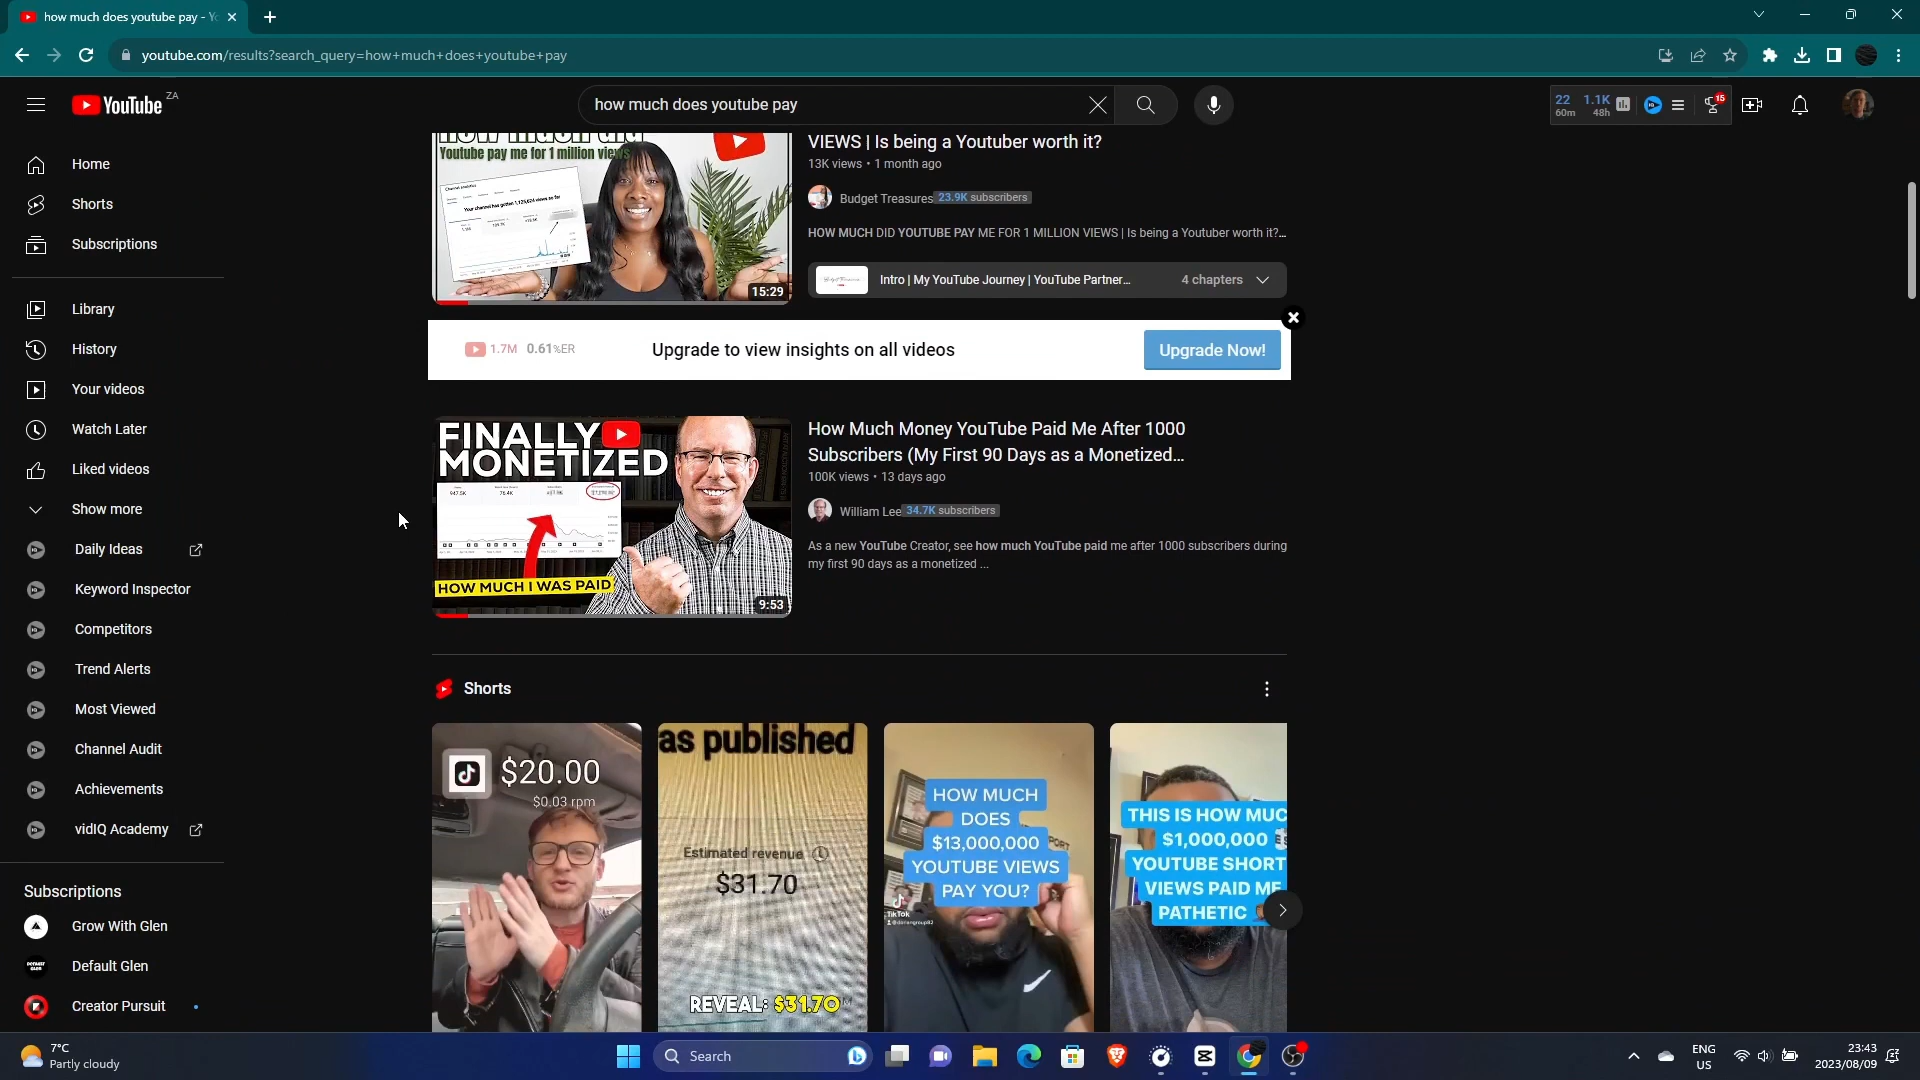 how much does youtube pay - Yo
youtube.com/results?search_query=how+much+does+youtube+pay
YouTube ZA
how much does youtube pay
22 60m
1.1K 48h
15
Home
Shorts
Subscriptions
Library
History
Your videos
Watch Later
Liked videos
Show more
Daily Ideas
Keyword Inspector
Competitors
Trend Alerts
Most Viewed
Channel Audit
Achievements
vidIQ Academy
Subscriptions
Grow With Glen
Default Glen
Creator Pursuit
how much did
Youtube pay me for 1 million views
Channel analytics
15:29
VIEWS | Is being a Youtuber worth it?
13K views • 1 month ago
Budget Treasures 23.9K subscribers
HOW MUCH DID YOUTUBE PAY ME FOR 1 MILLION VIEWS | Is being a Youtuber worth it?...
Intro | My YouTube Journey | YouTube Partner... 4 chapters
1.7M 0.61%ER Upgrade to view insights on all videos Upgrade Now!
FINALLY
MONETIZED
947.5K 76.4K
HOW MUCH I WAS PAID
9:53
How Much Money YouTube Paid Me After 1000
Subscribers (My First 90 Days as a Monetized...
100K views • 13 days ago
William Lee 34.7K subscribers
As a new YouTube Creator, see how much YouTube paid me after 1000 subscribers during
my first 90 days as a monetized ...
Shorts
$20.00
$0.03 rpm
as published
Estimated revenue
$31.70
REVEAL: $31.70
HOW MUCH
DOES
$13,000,000
YOUTUBE VIEWS
PAY YOU?
TikTok
THIS IS HOW MUC
$1,000,000
YOUTUBE SHORT
VIEWS PAID ME
PATHETIC
7°C
Partly cloudy
Search
ENG
US
23:43
2023/08/09